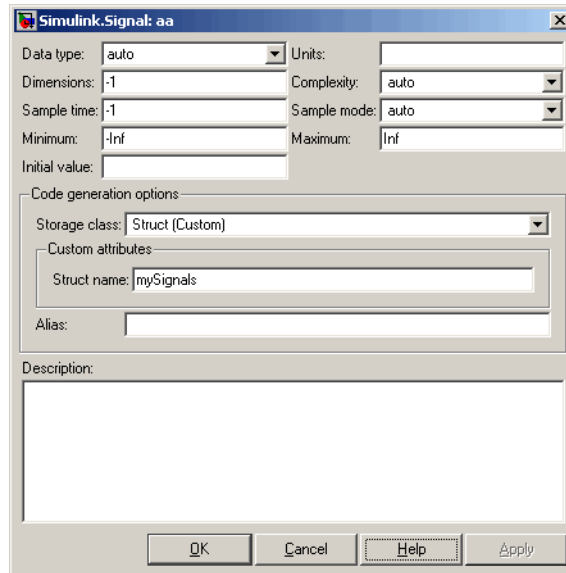 Simulink.Signal: aa
Data type: auto Units:
Dimensions: -1 Complexity: auto
Sample time: -1 Sample mode: auto
Minimum: -Inf Maximum: Inf
Initial value:
Code generation options
Storage class: Struct (Custom)
Custom attributes
Struct name: mySignals
Alias:
Description:
OK Cancel Help Apply